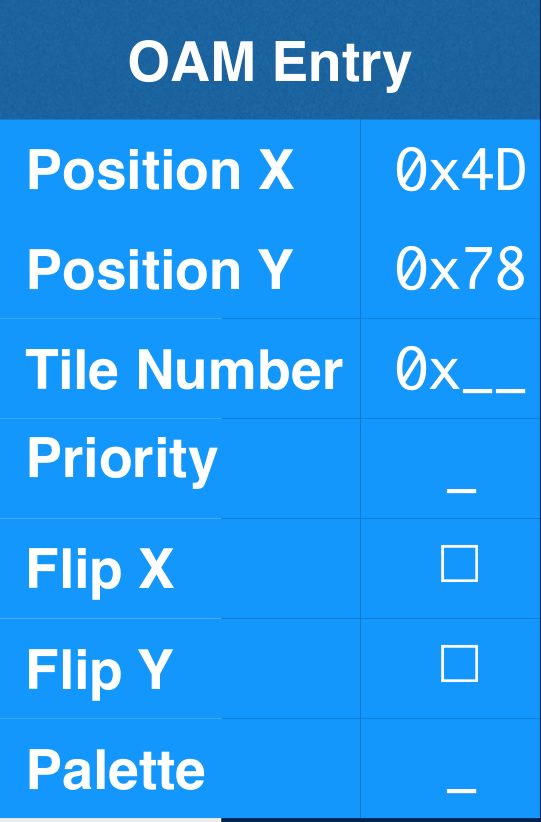 OAM Entry
Position X 0x4D
Position Y 0x78
Tile Number 0x__
Priority _
Flip X ☐
Flip Y ☐
Palette _